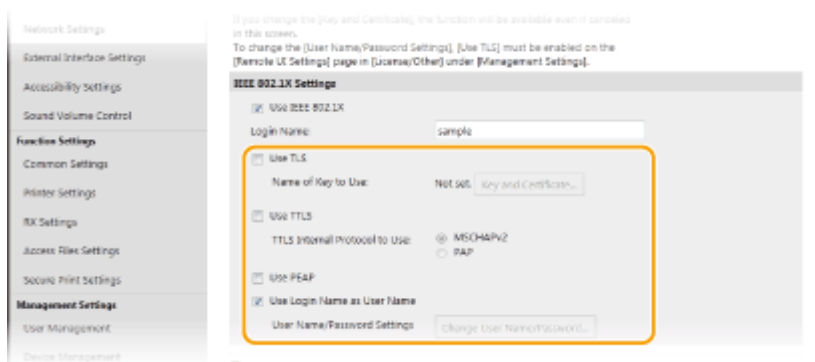 Network Settings
External Interface Settings
Accessibility Settings
Sound Volume Control
Function Settings
Common Settings
Printer Settings
RX Settings
Access Files Settings
Secure Print Settings
Management Settings
User Management
Device Management
If you change the [Key and Certificate], the function will be available even if canceled
in this screen.
To change the [User Name/Password Settings], [Use TLS] must be enabled on the
[Remote UI Settings] page in [License/Other] under [Management Settings].
IEEE 802.1X Settings
Use IEEE 802.1X
Login Name: sample
Use TLS
Name of Key to Use: Not set. Key and Certificate...
Use TTLS
TTLS Internal Protocol to Use: MSCHAPv2
PAP
Use PEAP
Use Login Name as User Name
User Name/Password Settings Change User Name/Password...